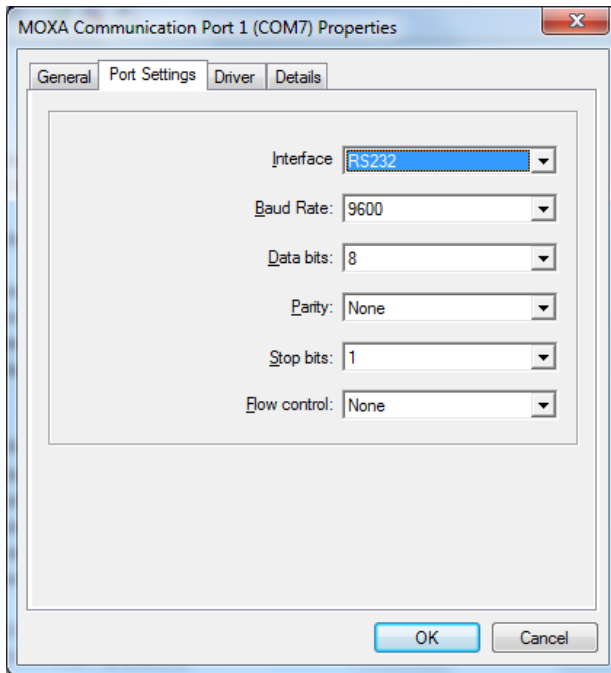 MOXA Communication Port 1 (COM7) Properties
General Port Settings Driver Details
Interface RS232
Baud Rate: 9600
Data bits: 8
Parity: None
Stop bits: 1
Flow control: None
OK Cancel